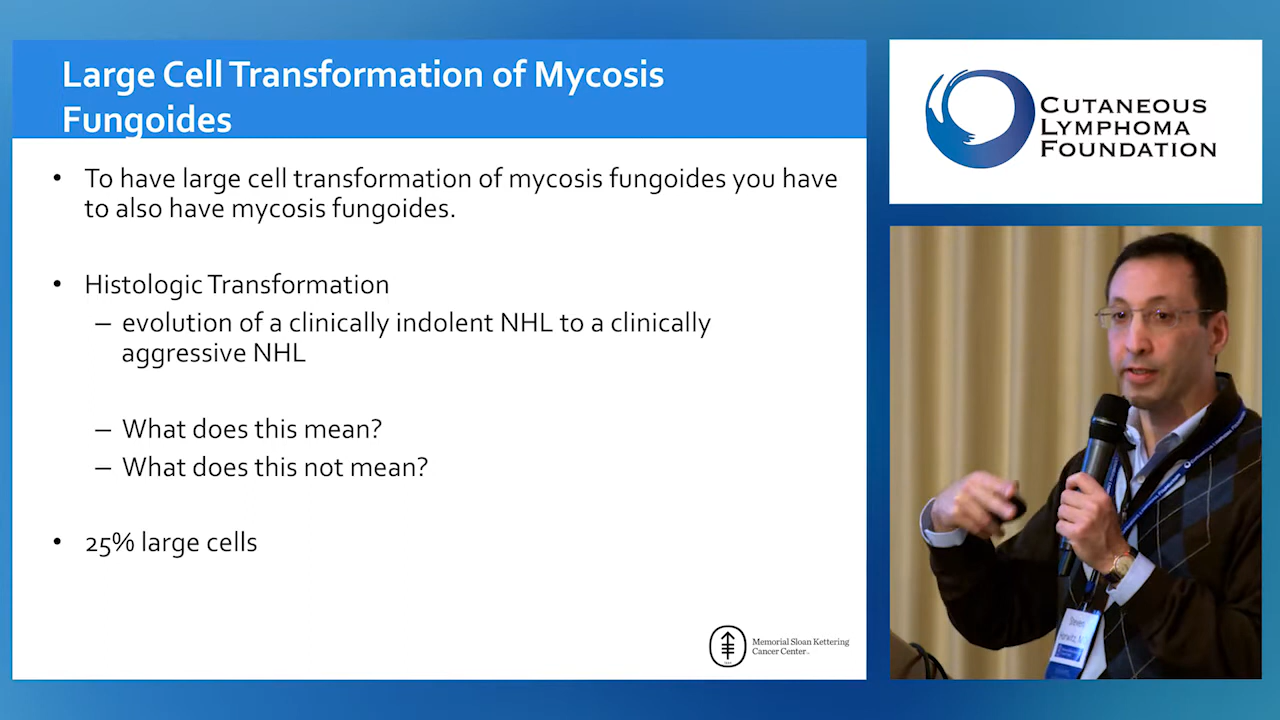 Large Cell Transformation of Mycosis
Fungoides
• To have large cell transformation of mycosis fungoides you have
to also have mycosis fungoides.
• Histologic Transformation
– evolution of a clinically indolent NHL to a clinically
aggressive NHL
– What does this mean?
– What does this not mean?
• 25% large cells
Memorial Sloan Kettering
Cancer Center
CUTANEOUS
LYMPHOMA
FOUNDATION
Steven